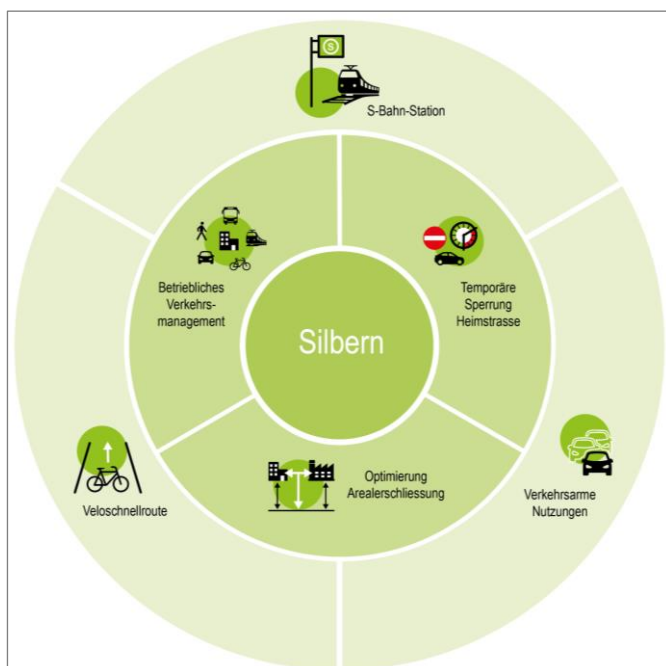 S
S-Bahn-Station
Betriebliches
Verkehrs-
management
Temporäre
Sperrung
Heimstrasse
Silbern
Optimierung
Arealerschliessung
Veloschnellroute
Verkehrsarme
Nutzungen